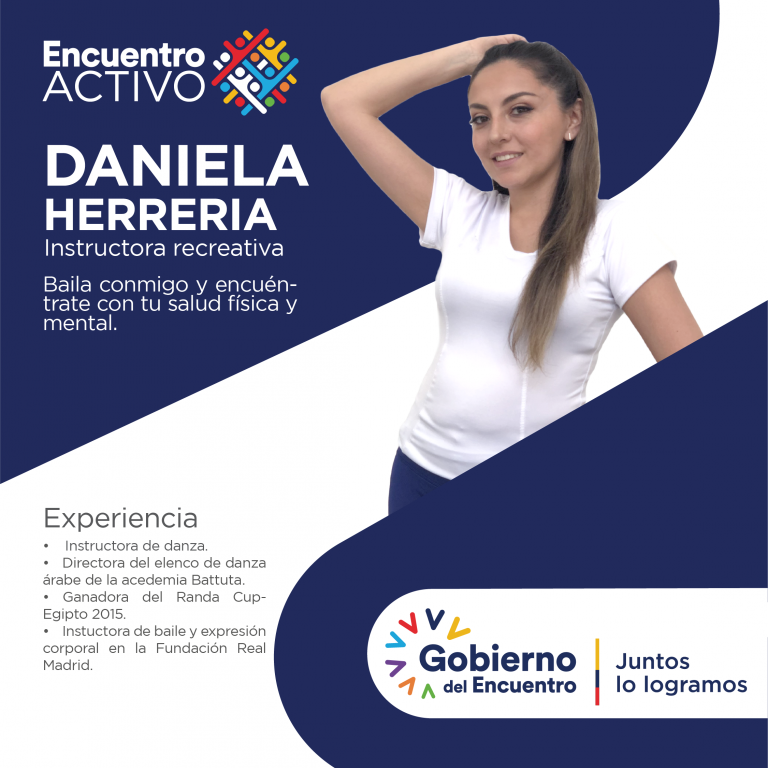 Encuentro
ACTIVO
DANIELA
HERRERIA
Instructora recreativa
Baila conmigo y encuén-
trate con tu salud física y
mental.
Experiencia
• Instructora de danza.
• Directora del elenco de danza
árabe de la acedemia Battuta.
• Ganadora del Randa Cup-
Egipto 2015.
• Instuctora de baile y expresión
corporal en la Fundación Real
Madrid.
Gobierno
del Encuentro
Juntos
lo logramos